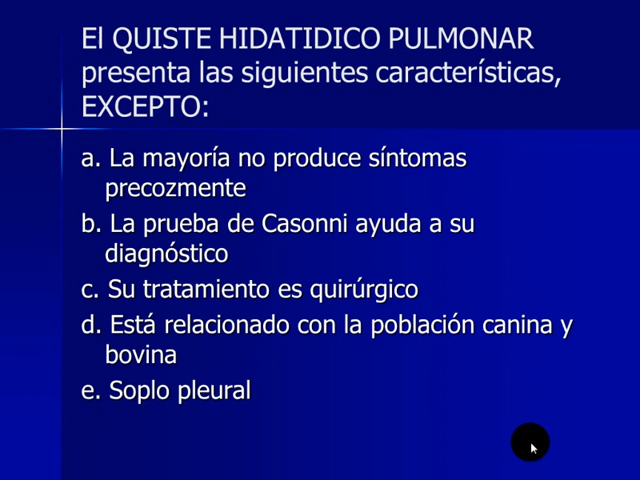 El QUISTE HIDATIDICO PULMONAR
presenta las siguientes características,
EXCEPTO:
a. La mayoría no produce síntomas
precozmente
b. La prueba de Casonni ayuda a su
diagnóstico
c. Su tratamiento es quirúrgico
d. Está relacionado con la población canina y
bovina
e. Soplo pleural